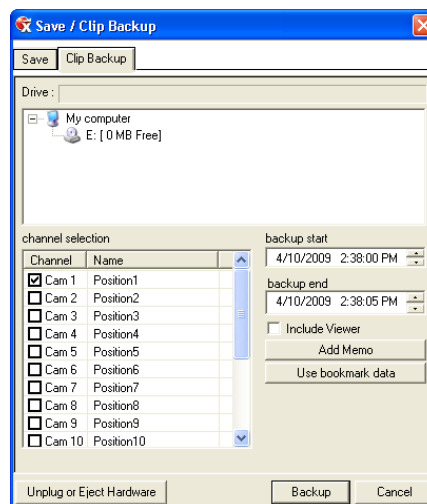 Save / Clip Backup
Save Clip Backup
Drive :
My computer
E: [ 0 MB Free]
channel selection
Channel Name
Cam 1 Position1
Cam 2 Position2
Cam 3 Position3
Cam 4 Position4
Cam 5 Position5
Cam 6 Position6
Cam 7 Position7
Cam 8 Position8
Cam 9 Position9
Cam 10 Position10
backup start
4/10/2009 2:38:00 PM
backup end
4/10/2009 2:38:05 PM
Include Viewer
Add Memo
Use bookmark data
Unplug or Eject Hardware Backup Cancel